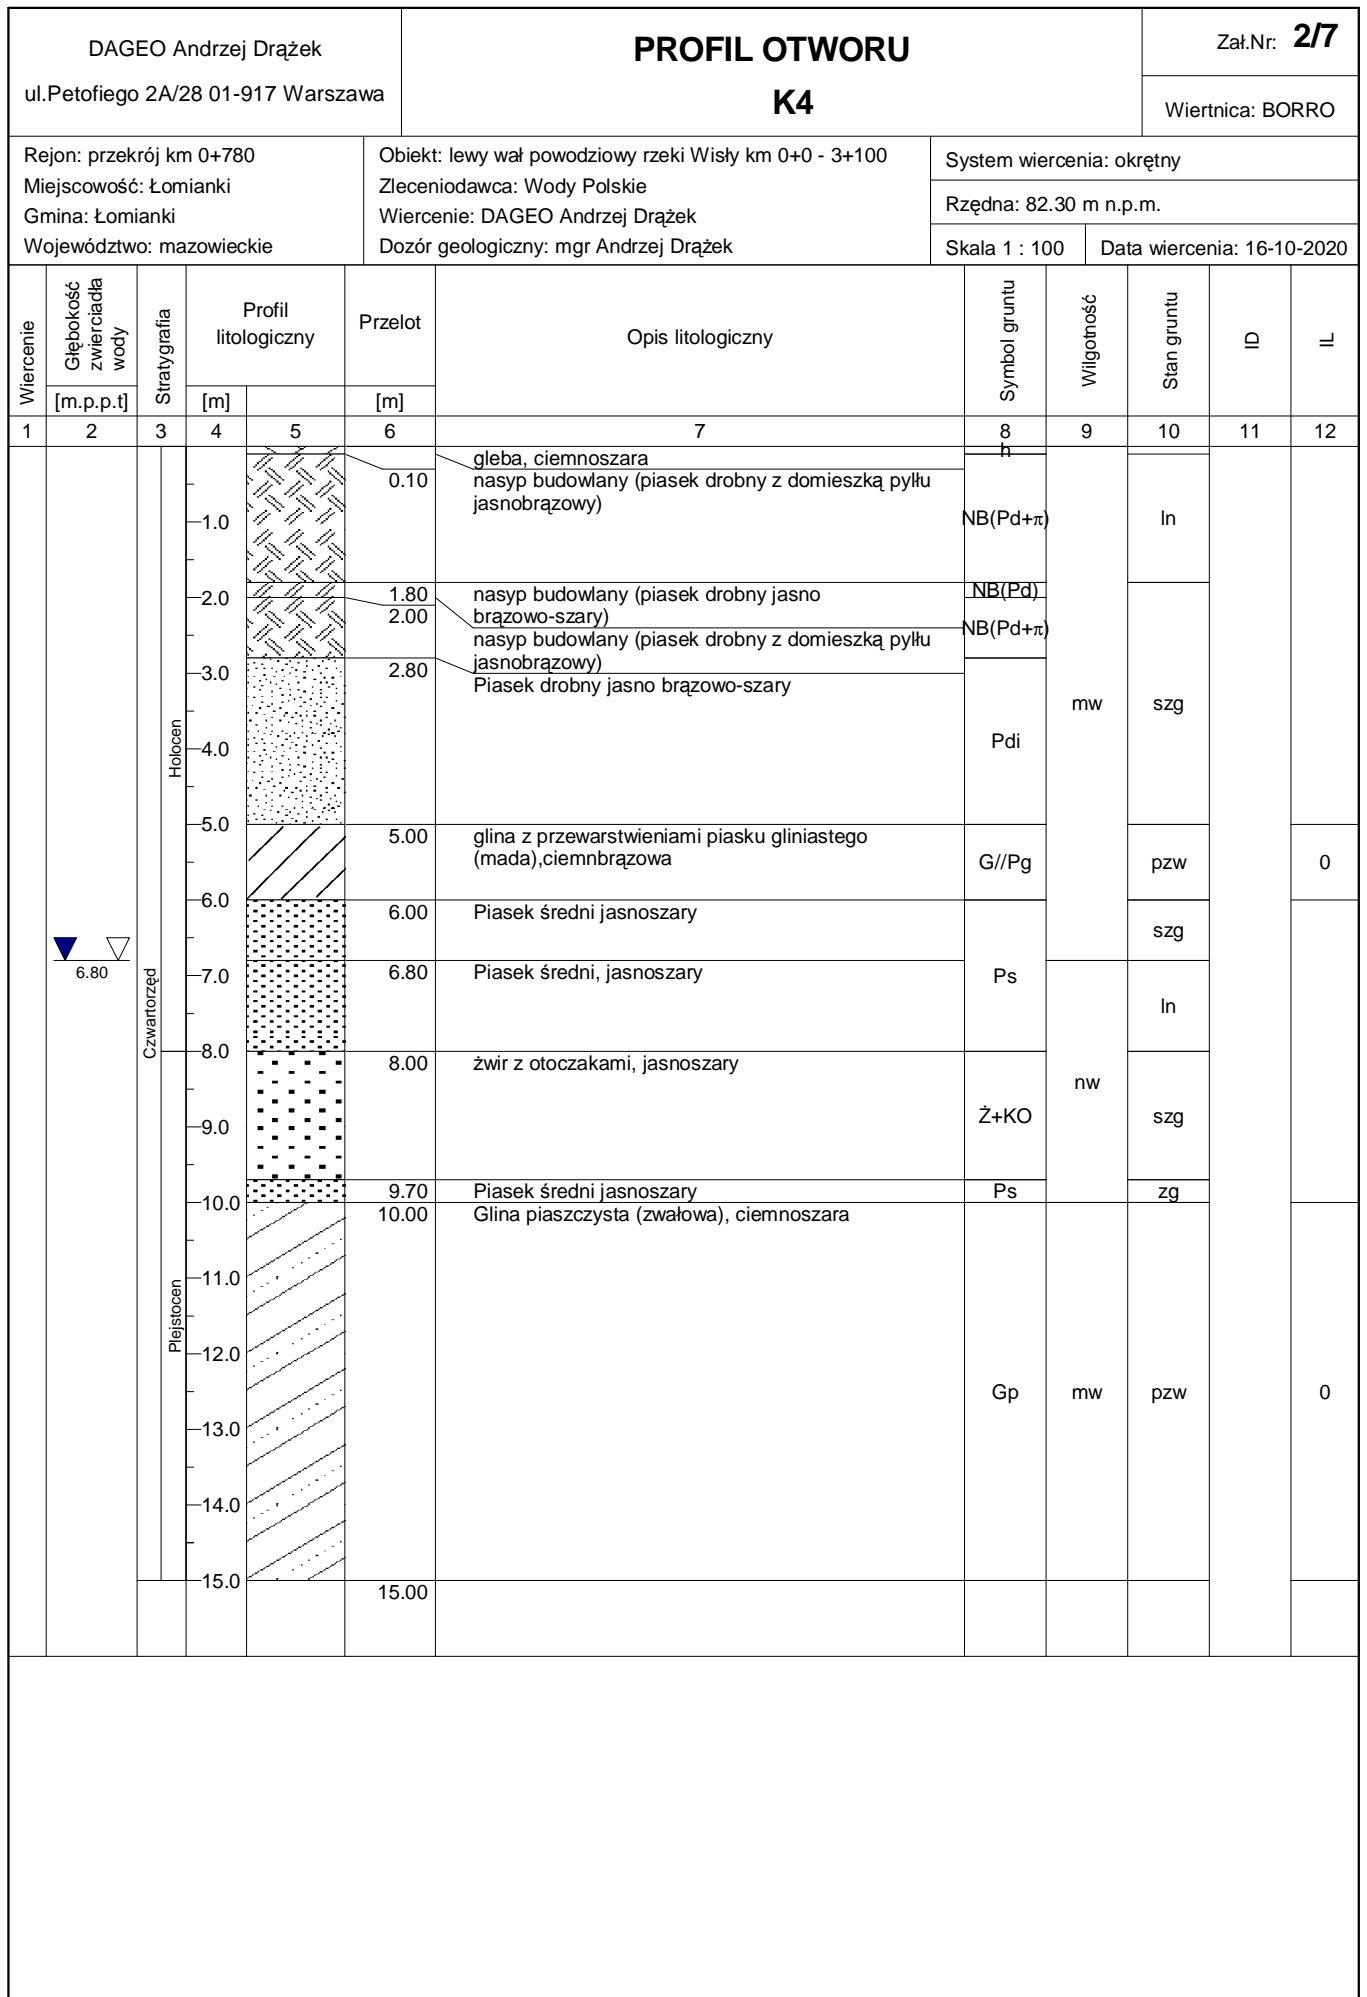 DAGEO Andrzej Drążek
ul.Petofiego 2A/28 01-917 Warszawa
PROFIL OTWORU
K4
Zał.Nr: 2/7
Wiertnica: BORRO
Rejon: przekrój km 0+780
Miejscowość: Łomianki
Gmina: Łomianki
Województwo: mazowieckie
Obiekt: lewy wał powodziowy rzeki Wisły km 0+0 - 3+100
Zleceniodawca: Wody Polskie
Wiercenie: DAGEO Andrzej Drążek
Dozór geologiczny: mgr Andrzej Drążek
System wiercenia: okrętny
Rzędna: 82.30 m n.p.m.
Skala 1 : 100 Data wiercenia: 16-10-2020
Wiercenie
Głębokość zwierciadła wody
[m.p.p.t]
Stratygrafia
Profil litologiczny
[m]
Przelot
[m]
Opis litologiczny
Symbol gruntu
Wilgotność
Stan gruntu
ID
IL
1 2 3 4 5 6 7 8 9 10 11 12
gleba, ciemnoszara
h
0.10 nasyp budowlany (piasek drobny z domieszką pylłu
jasnobrązowy)
1.0 NB(Pd+π) ln
2.0 1.80 nasyp budowlany (piasek drobny jasno NB(Pd)
brązowo-szary)
2.00
nasyp budowlany (piasek drobny z domieszką pylłu NB(Pd+π)
jasnobrązowy)
3.0 2.80 Piasek drobny jasno brązowo-szary
mw szg
Holocen
4.0 Pdi
5.0 5.00 glina z przewarstwieniami piasku gliniastego
(mada),ciemnbrązowa G//Pg pzw 0
6.0 6.00 Piasek średni jasnoszary
szg
6.80 7.0 6.80 Piasek średni, jasnoszary Ps
ln
Czwartorzęd
8.0 8.00 żwir z otoczakami, jasnoszary
nw
9.0 Ż+KO szg
9.70 Piasek średni jasnoszary Ps zg
10.0 10.00 Glina piaszczysta (zwałowa), ciemnoszara
11.0
Plejstocen
12.0
Gp mw pzw 0
13.0
14.0
15.0 15.00